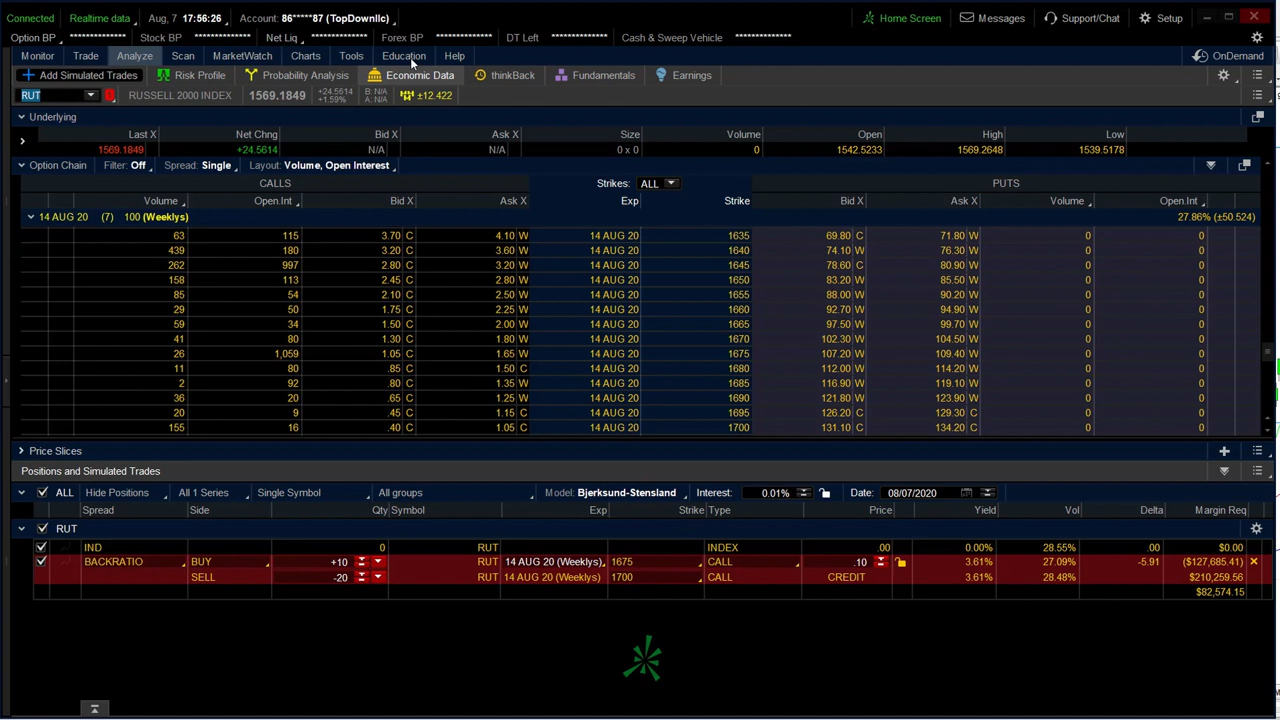 Connected Realtime data Aug, 7 17:56:26 Account: 86*****87 (TopDownllc) Home Screen Messages Support/Chat Setup
Option BP ************** Stock BP ************** Net Liq ************** Forex BP ************** DT Left ************** Cash & Sweep Vehicle **************
Monitor Trade Analyze Scan MarketWatch Charts Tools Education Help OnDemand
Add Simulated Trades Risk Profile Probability Analysis Economic Data thinkBack Fundamentals Earnings
RUT RUSSELL 2000 INDEX 1569.1849 +24.5614 +1.59% B: N/A A: N/A ±12.422
Underlying
Last X Net Chng Bid X Ask X Size Volume Open High Low
1569.1849 +24.5614 N/A N/A 0 x 0 0 1542.5233 1569.2648 1539.5178
Option Chain Filter: Off Spread: Single Layout: Volume, Open Interest
CALLS Strikes: ALL PUTS
Volume Open.Int Bid X Ask X Exp Strike Bid X Ask X Volume Open.Int
14 AUG 20 (7) 100 (Weeklys) 27.86% (±50.524)
63 115 3.70 C 4.10 W 14 AUG 20 1635 69.80 C 71.80 W 0 0
439 180 3.20 C 3.60 W 14 AUG 20 1640 74.10 W 76.30 W 0 0
262 997 2.80 C 3.20 W 14 AUG 20 1645 78.60 C 80.90 W 0 0
158 113 2.45 C 2.80 W 14 AUG 20 1650 83.20 W 85.50 W 0 0
85 54 2.10 C 2.50 W 14 AUG 20 1655 88.00 W 90.20 W 0 0
29 50 1.75 C 2.25 W 14 AUG 20 1660 92.70 W 94.90 W 0 0
59 34 1.50 C 2.00 W 14 AUG 20 1665 97.50 W 99.70 W 0 0
41 80 1.30 C 1.80 W 14 AUG 20 1670 102.30 W 104.50 W 0 0
26 1,059 1.05 C 1.65 W 14 AUG 20 1675 107.20 W 109.40 W 0 0
11 80 .85 C 1.50 C 14 AUG 20 1680 112.00 W 114.20 W 0 0
2 92 .80 C 1.35 W 14 AUG 20 1685 116.90 W 119.10 W 0 0
36 20 .65 C 1.25 W 14 AUG 20 1690 121.80 W 123.90 W 0 0
20 9 .45 C 1.15 C 14 AUG 20 1695 126.20 W 129.30 C 0 0
155 16 .40 C 1.05 C 14 AUG 20 1700 131.10 C 134.20 W 0 0
Price Slices
Positions and Simulated Trades
ALL Hide Positions All 1 Series Single Symbol All groups Model: Bjerksund-Stensland Interest: 0.01% Date: 08/07/2020
Spread Side Qty Symbol Exp Strike Type Price Yield Vol Delta Margin Req
RUT
IND 0 RUT INDEX .00 0.00% 28.55% .00 $0.00
BACKRATIO BUY +10 RUT 14 AUG 20 (Weeklys) 1675 CALL .10 3.61% 27.09% -5.91 ($127,685.41)
SELL -20 RUT 14 AUG 20 (Weeklys) 1700 CALL CREDIT 3.61% 28.48% $210,259.56
$82,574.15